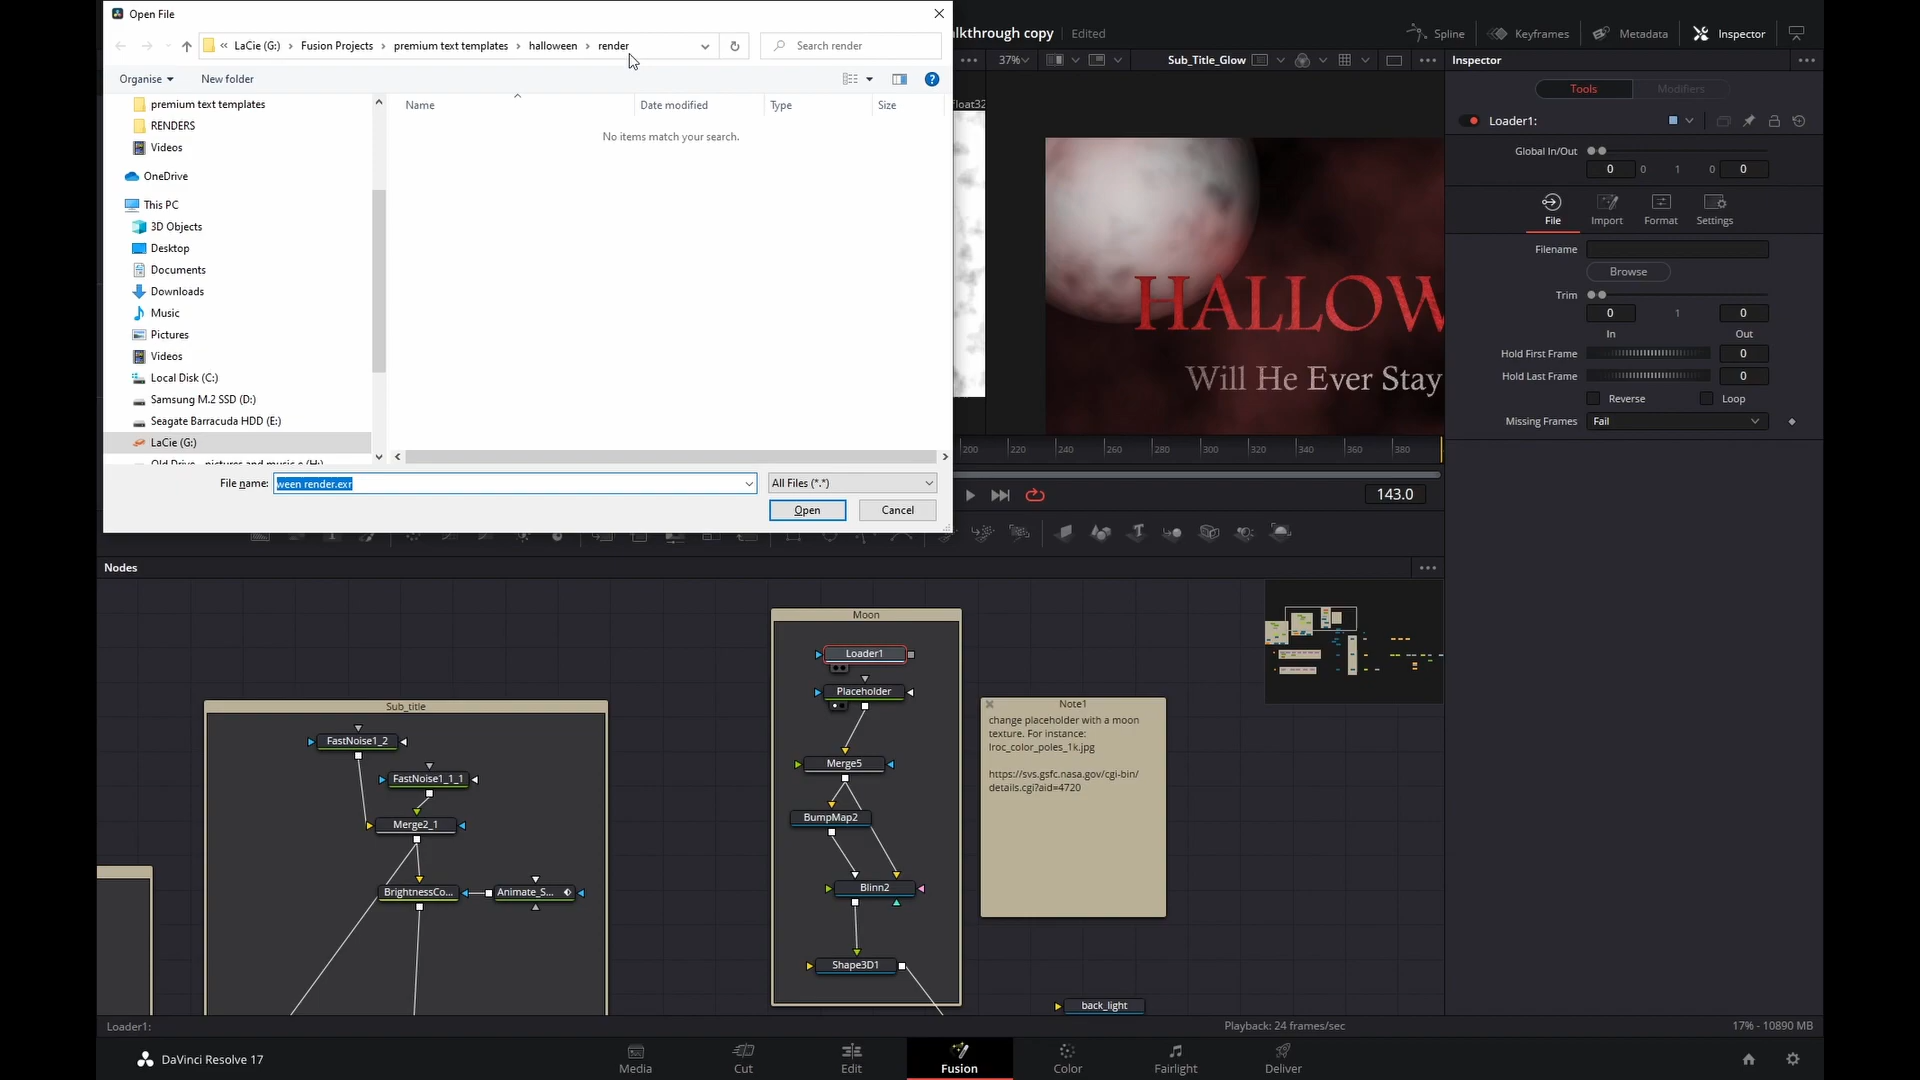 Open File
« LaCie (G:) › Fusion Projects › premium text templates › halloween › render
Search render
Organise
New folder
premium text templates
RENDERS
Videos
OneDrive
This PC
3D Objects
Desktop
Documents
Downloads
Music
Pictures
Videos
Local Disk (C:)
Samsung M.2 SSD (D:)
Seagate Barracuda HDD (E:)
LaCie (G:)
Name
Date modified
Type
Size
No items match your search.
File name:
ween render.exr
All Files (*.*)
Open
Cancel
alkthrough copy
Edited
Spline
Keyframes
Metadata
Inspector
37%
Sub_Title_Glow
float32
HALLOW
Will He Ever Stay
200 220 240 260 280 300 320 340 360 380
143.0
Inspector
Tools
Modifiers
Loader1:
Global In/Out
0 0 1 0 0
File
Import
Format
Settings
Filename
Browse
Trim
0 1 0
In
Out
Hold First Frame
0
Hold Last Frame
0
Reverse
Loop
Missing Frames
Fail
Nodes
Sub_title
FastNoise1_2
FastNoise1_1_1
Merge2_1
BrightnessCo...
Animate_S...
Moon
Loader1
Placeholder
Merge5
BumpMap2
Blinn2
Shape3D1
Note1
change placeholder with a moon
texture. For instance:
lroc_color_poles_1k.jpg
https://svs.gsfc.nasa.gov/cgi-bin/
details.cgi?aid=4720
back_light
Loader1:
Playback: 24 frames/sec
17% - 10890 MB
DaVinci Resolve 17
Media
Cut
Edit
Fusion
Color
Fairlight
Deliver